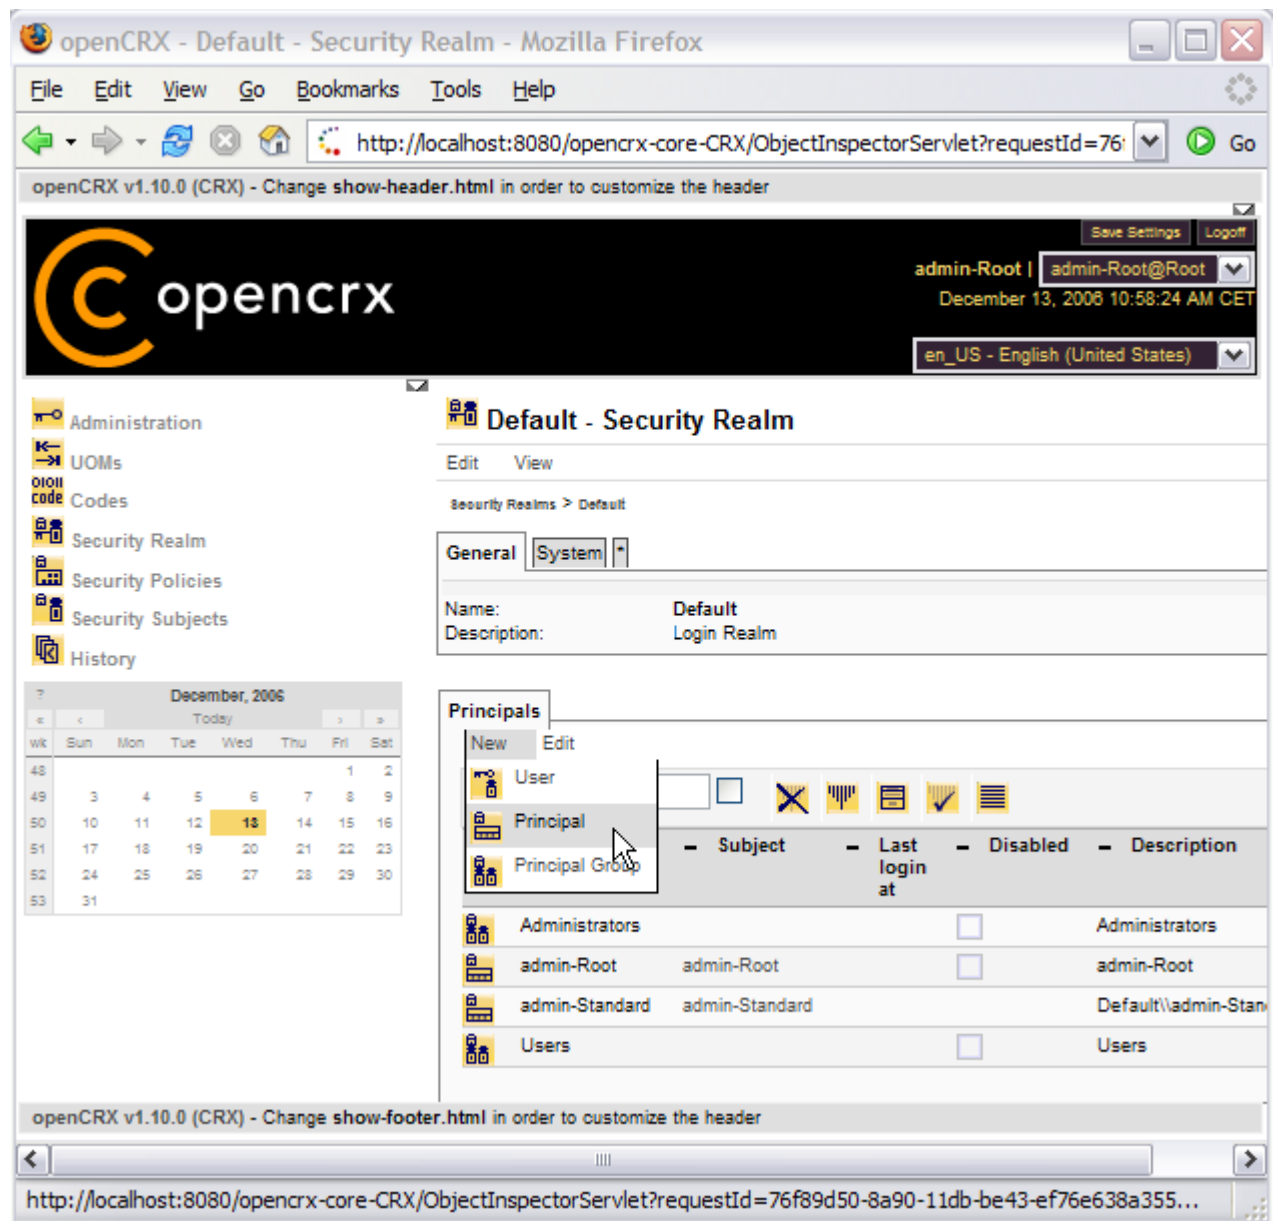 openCRX - Default - Security Realm - Mozilla Firefox
File Edit View Go Bookmarks Tools Help
http://localhost:8080/opencrx-core-CRX/ObjectInspectorServlet?requestId=76 Go
openCRX v1.10.0 (CRX) - Change show-header.html in order to customize the header
Save Settings Logoff
admin-Root | admin-Root@Root
December 13, 2006 10:58:24 AM CET
opencrx
en_US - English (United States)
Administration
UOMs
code Codes
Security Realm
Security Policies
Security Subjects
History
? December, 2006
« ‹ Today › »
wk Sun Mon Tue Wed Thu Fri Sat
48 1 2
49 3 4 5 6 7 8 9
50 10 11 12 13 14 15 16
51 17 18 19 20 21 22 23
52 24 25 26 27 28 29 30
53 31
Default - Security Realm
Edit View
Security Realms > Default
General System *
Name: Default
Description: Login Realm
Principals
New Edit
User
Principal
Principal Group
– Subject – Last login at – Disabled – Description
Administrators Administrators
admin-Root admin-Root admin-Root
admin-Standard admin-Standard Default\\admin-Stan
Users Users
openCRX v1.10.0 (CRX) - Change show-footer.html in order to customize the header
http://localhost:8080/opencrx-core-CRX/ObjectInspectorServlet?requestId=76f89d50-8a90-11db-be43-ef76e638a355...